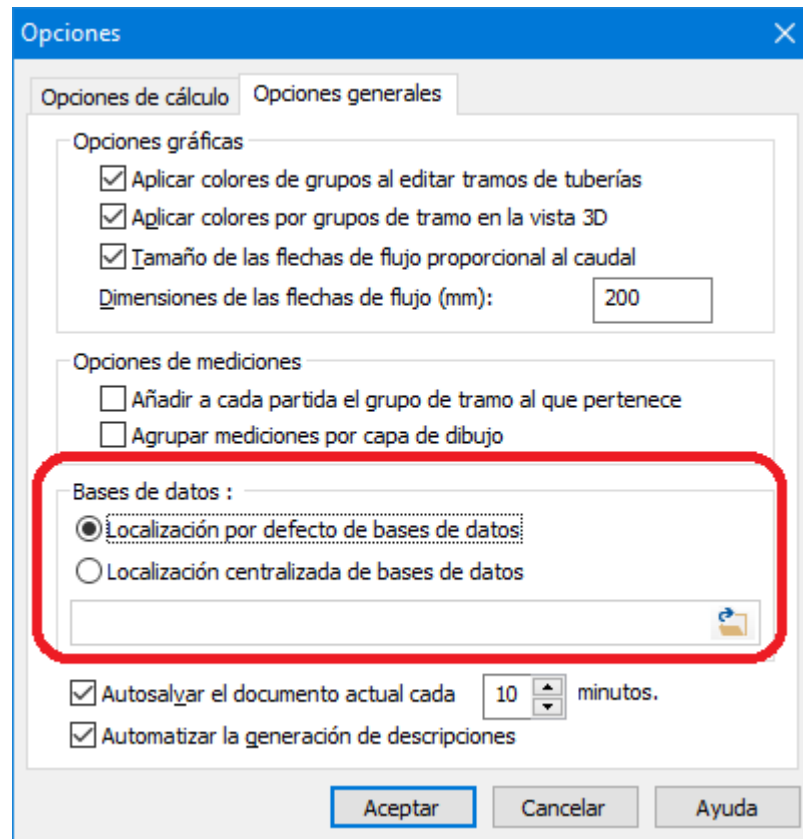 Opciones
Opciones de cálculo Opciones generales
Opciones gráficas
Aplicar colores de grupos al editar tramos de tuberías
Aplicar colores por grupos de tramo en la vista 3D
Tamaño de las flechas de flujo proporcional al caudal
Dimensiones de las flechas de flujo (mm): 200
Opciones de mediciones
Añadir a cada partida el grupo de tramo al que pertenece
Agrupar mediciones por capa de dibujo
Bases de datos :
Localización por defecto de bases de datos
Localización centralizada de bases de datos
Autosalvar el documento actual cada 10 minutos.
Automatizar la generación de descripciones
Aceptar Cancelar Ayuda